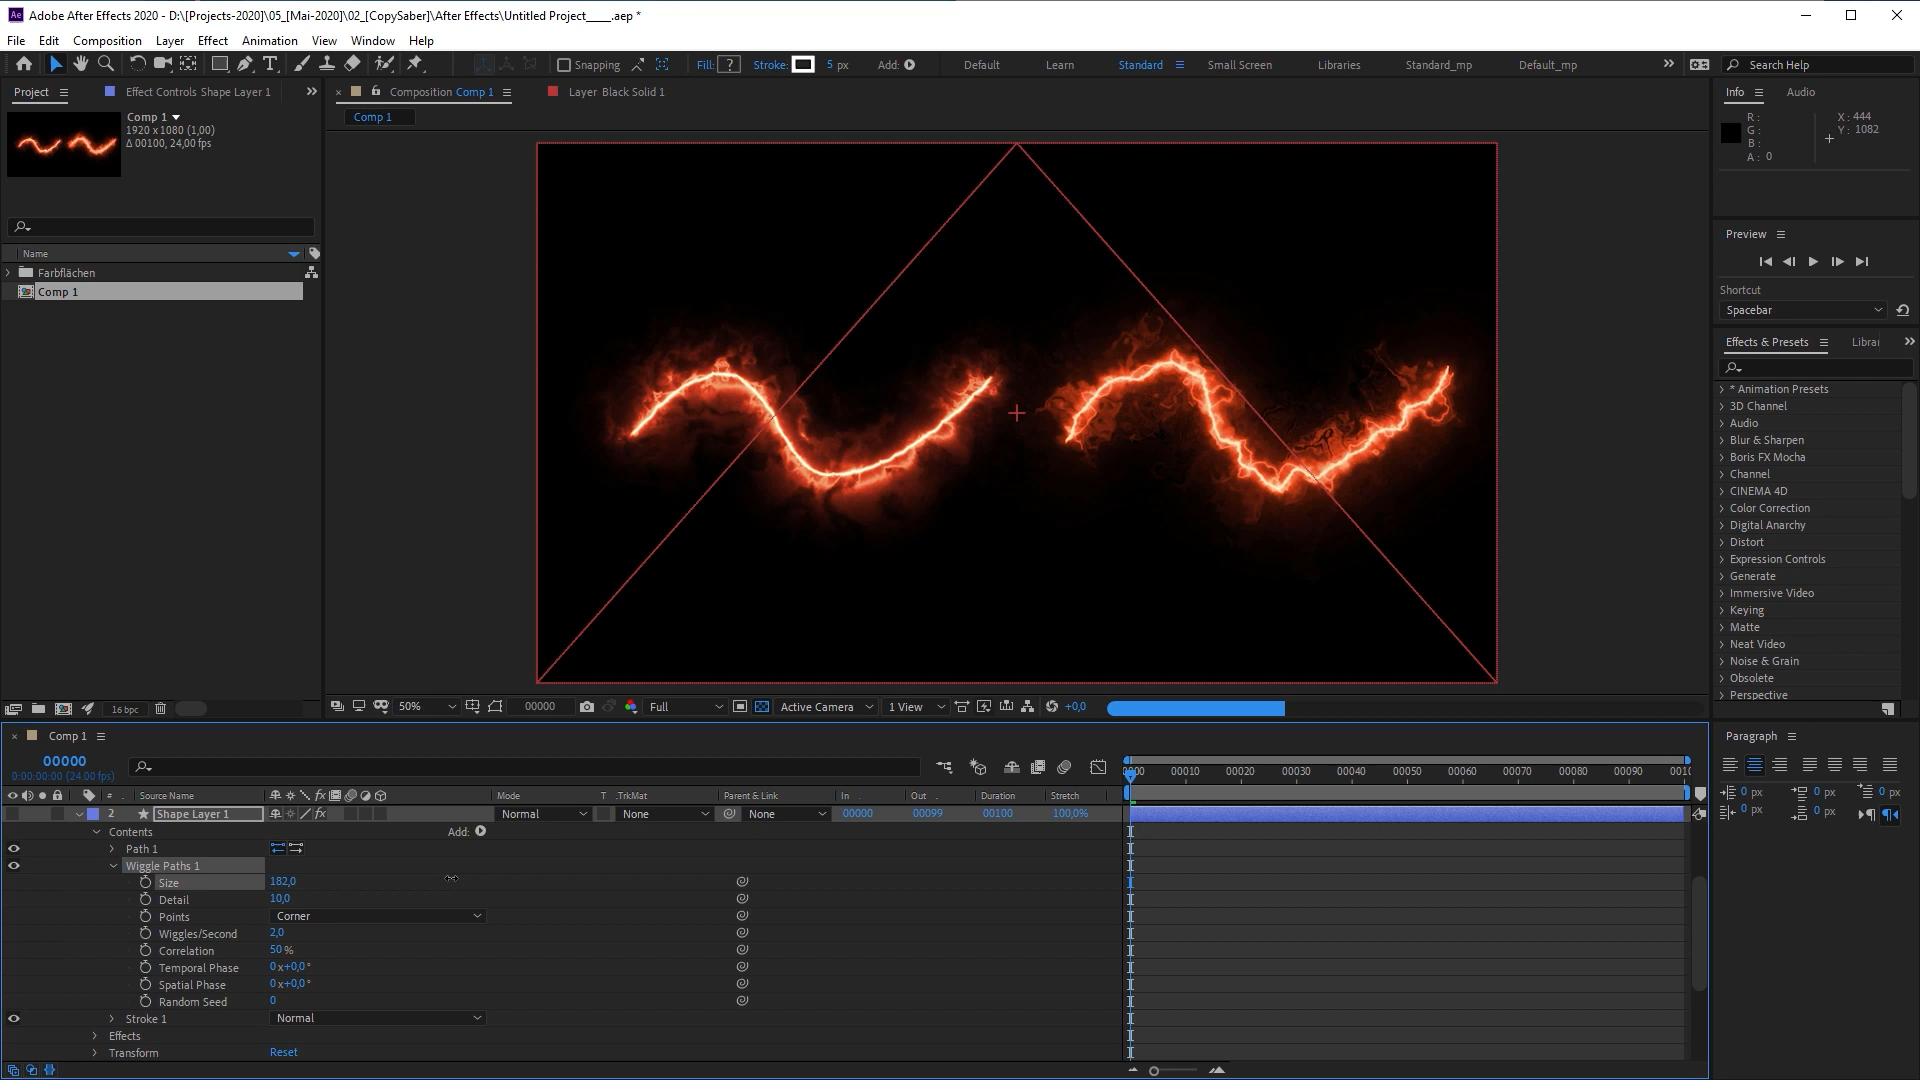 Adobe After Effects 2020 - D:\[Projects-2020]\05_[Mai-2020]\02_[CopySaber]\After Effects\Untitled Project____.aep *
File Edit Composition Layer Effect Animation View Window Help
Snapping Fill: ? Stroke: 5 px Add: Default Learn Standard Small Screen Libraries Standard_mp Default_mp Search Help
Project Effect Controls Shape Layer 1
Comp 1
1920 x 1080 (1,00)
Δ 00100, 24,00 fps
Name
Farbflächen
Comp 1
16 bpc
Composition Comp 1 Layer Black Solid 1
Comp 1
50% 00000 Full Active Camera 1 View +0,0
Info Audio
R :
G :
B :
A : 0
X : 444
Y : 1082
Preview
Shortcut
Spacebar
Effects & Presets Librai
* Animation Presets
3D Channel
Audio
Blur & Sharpen
Boris FX Mocha
Channel
CINEMA 4D
Color Correction
Digital Anarchy
Distort
Expression Controls
Generate
Immersive Video
Keying
Matte
Neat Video
Noise & Grain
Obsolete
Perspective
Paragraph
0 px 0 px 0 px
0 px 0 px
Comp 1
00000
0:00:00:00 (24.00 fps)
0000 00010 00020 00030 00040 00050 00060 00070 00080 00090 0010
# Source Name Mode T .TrkMat Parent & Link In Out Duration Stretch
2 Shape Layer 1 Normal None None 00000 00099 00100 100,0%
Contents Add:
Path 1
Wiggle Paths 1
Size 182,0
Detail 10,0
Points Corner
Wiggles/Second 2,0
Correlation 50 %
Temporal Phase 0 x+0,0 °
Spatial Phase 0 x+0,0 °
Random Seed 0
Stroke 1 Normal
Effects
Transform Reset